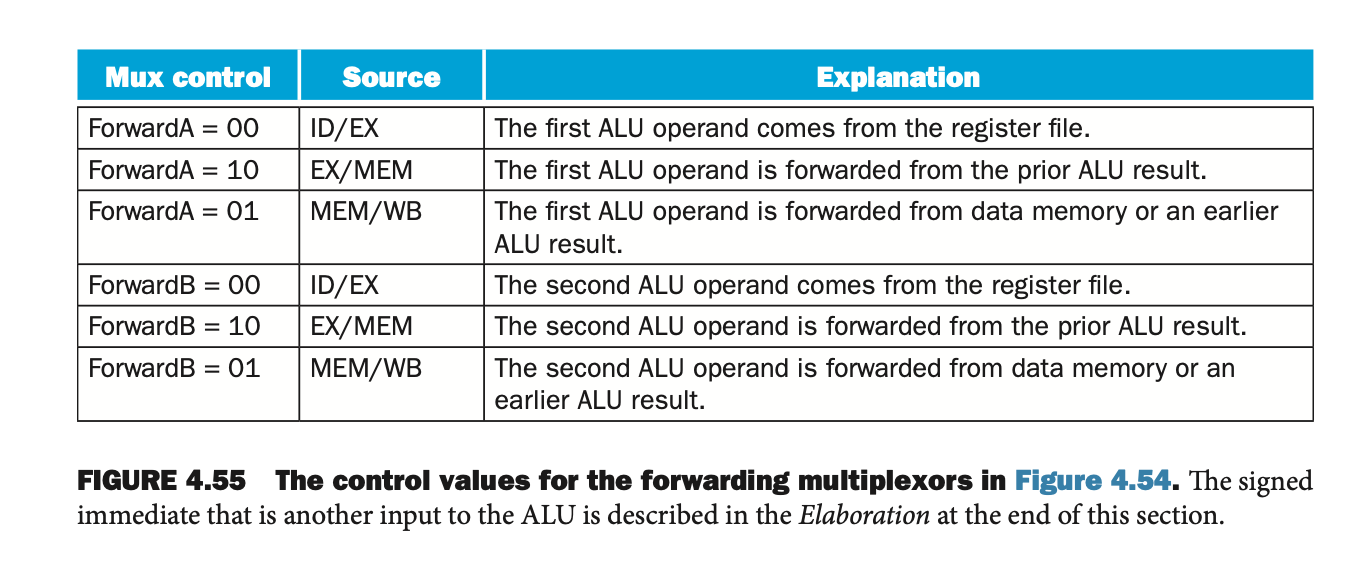 Mux control Source Explanation
ForwardA = 00 ID/EX The first ALU operand comes from the register file.
ForwardA = 10 EX/MEM The first ALU operand is forwarded from the prior ALU result.
ForwardA = 01 MEM/WB The first ALU operand is forwarded from data memory or an earlier
ALU result.
ForwardB = 00 ID/EX The second ALU operand comes from the register file.
ForwardB = 10 EX/MEM The second ALU operand is forwarded from the prior ALU result.
ForwardB = 01 MEM/WB The second ALU operand is forwarded from data memory or an
earlier ALU result.
FIGURE 4.55 The control values for the forwarding multiplexors in Figure 4.54. The signed
immediate that is another input to the ALU is described in the Elaboration at the end of this section.